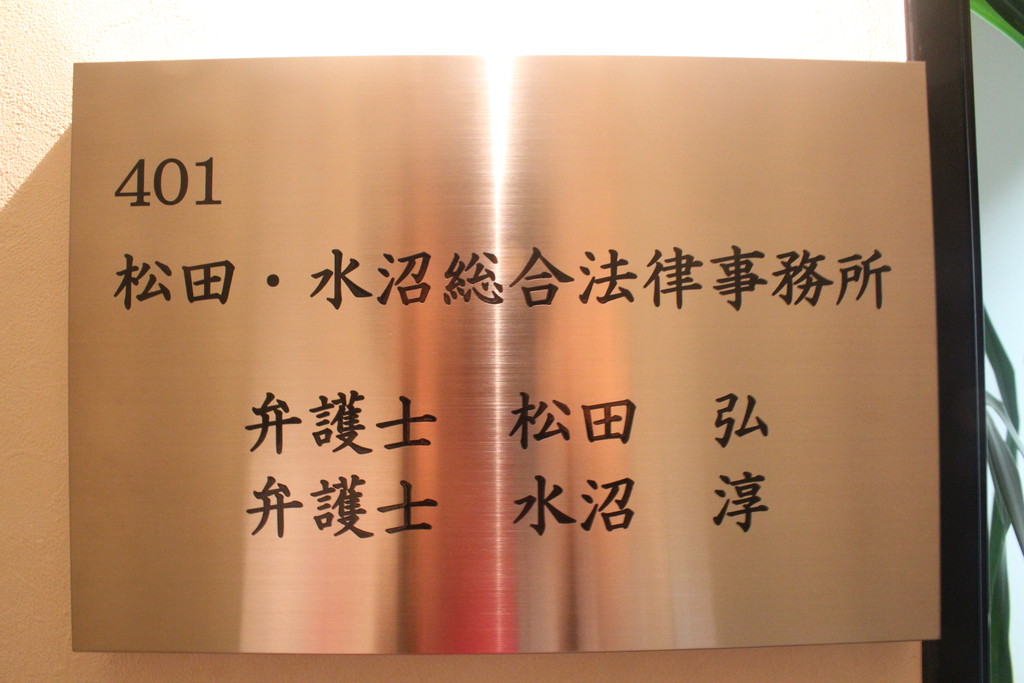 401
松田・水沼総合法律事務所
弁護士　松田　弘
弁護士　水沼　淳